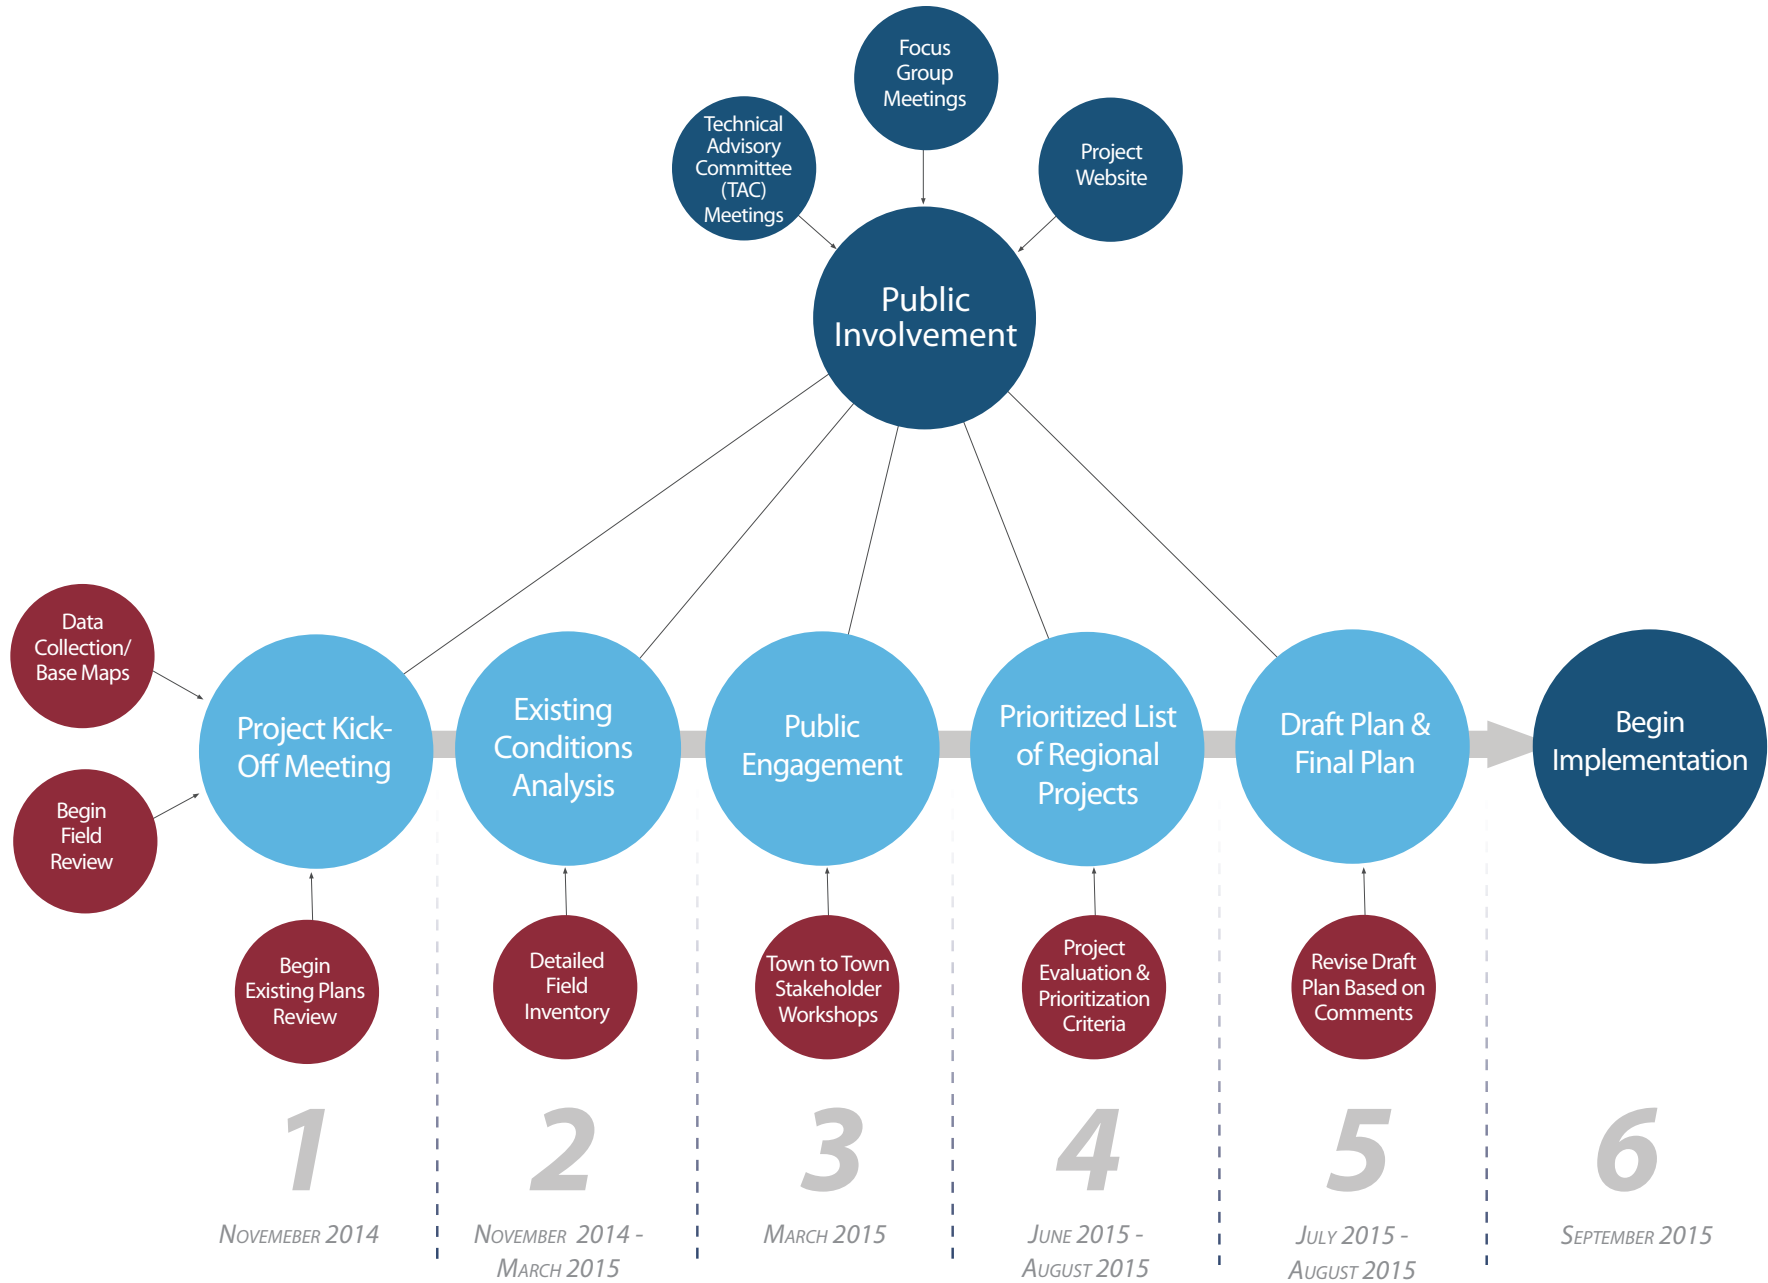 Focus
Group
Meetings
Technical
Advisory
Committee
(TAC)
Meetings
Project
Website
Public
Involvement
Data
Collection/
Base Maps
Begin
Field
Review
Project Kick-
Off Meeting
Existing
Conditions
Analysis
Public
Engagement
Prioritized List
of Regional
Projects
Draft Plan &
Final Plan
Begin
Implementation
Begin
Existing Plans
Review
Detailed
Field
Inventory
Town to Town
Stakeholder
Workshops
Project
Evaluation &
Prioritization
Criteria
Revise Draft
Plan Based on
Comments
1
2
3
4
5
6
Novemeber 2014
November 2014 -
March 2015
March 2015
June 2015 -
August 2015
July 2015 -
August 2015
September 2015